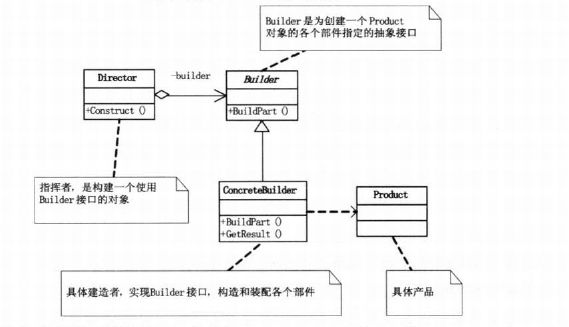 Builder是为创建一个Product
对象的各个部件指定的抽象接口
Director
-builder
Builder
+Construct ()
+BuildPart ()
指挥者，是构建一个使用
Builder接口的对象
ConcreteBuilder
Product
+BuildPart ()
+GetResult ()
具体建造者，实现Builder接口，构造和装配各个部件
具体产品